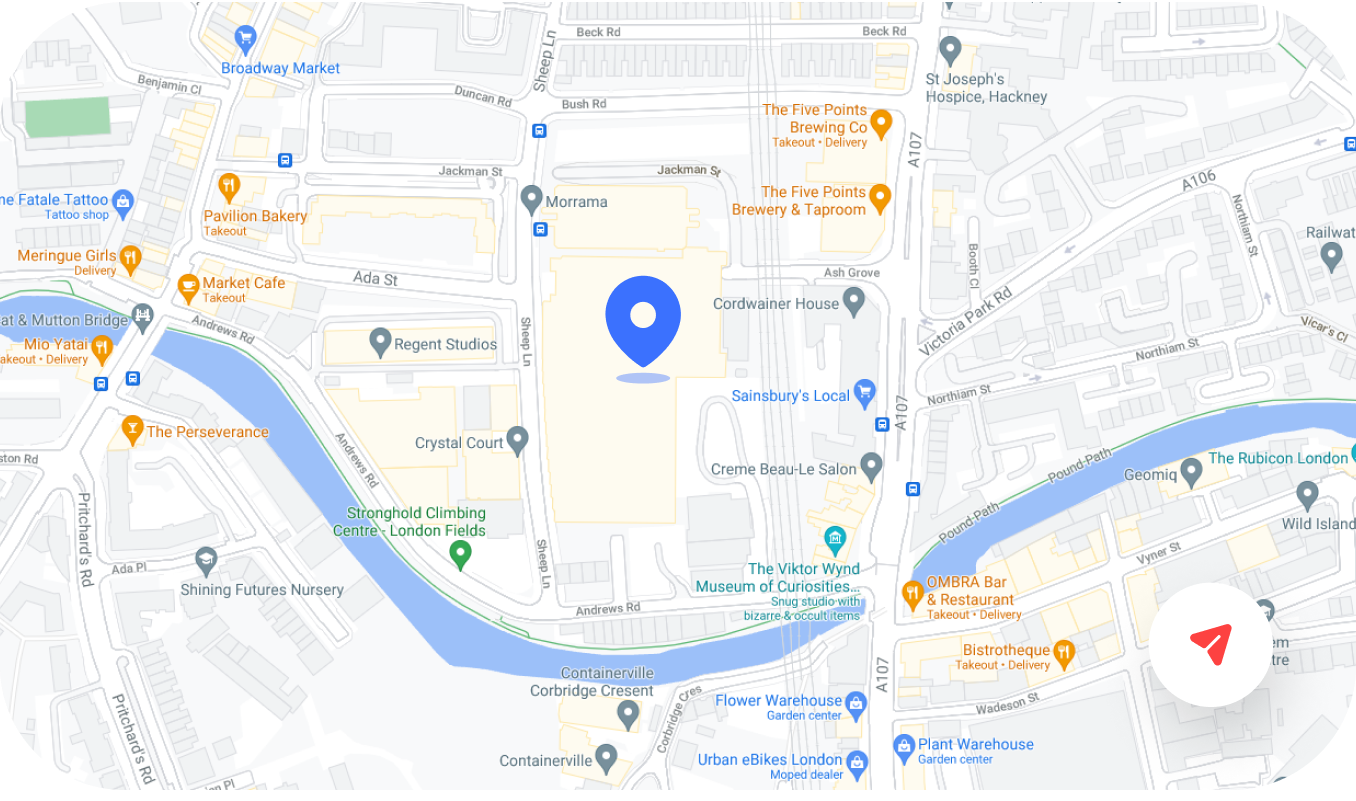 Beck Rd
Beck Rd
Sheep Ln
Broadway Market
Benjamin Cl
Duncan Rd
Bush Rd
St Joseph's
Hospice, Hackney
The Five Points
Brewing Co
Takeout • Delivery
A107
Jackman St
Jackman St
A106
ne Fatale Tattoo
Tattoo shop
Pavilion Bakery
Takeout
Morrama
The Five Points
Brewery & Taproom
Northiam St
Railwat
Meringue Girls
Delivery
Ada St
Market Cafe
Takeout
Ash Grove
Booth Cl
Cordwainer House
Victoria Park Rd
at & Mutton Bridge
Andrews Rd
Mio Yatai
akeout • Delivery
Regent Studios
Sheep Ln
Vicar's Cl
Northiam St
Northiam St
Sainsbury's Local
A107
The Perseverance
Crystal Court
Andrews Rd
ston Rd
Creme Beau-Le Salon
Pound-Path
Geomiq
The Rubicon London
Wild Island
Pritchard's Rd
Stronghold Climbing
Centre - London Fields
Pound-Path
Vyner St
Ada Pl
Shining Futures Nursery
Sheep Ln
The Viktor Wynd
Museum of Curiosities...
Snug studio with
bizarre & occult items
Andrews Rd
OMBRA Bar
& Restaurant
Takeout • Delivery
Bistrotheque
Takeout • Delivery
em
tre
Containerville
Corbridge Cresent
A107
Corbridge Cres
Flower Warehouse
Garden center
Wadeson St
Pritchard's Rd
Containerville
Urban eBikes London
Moped dealer
Plant Warehouse
Garden center